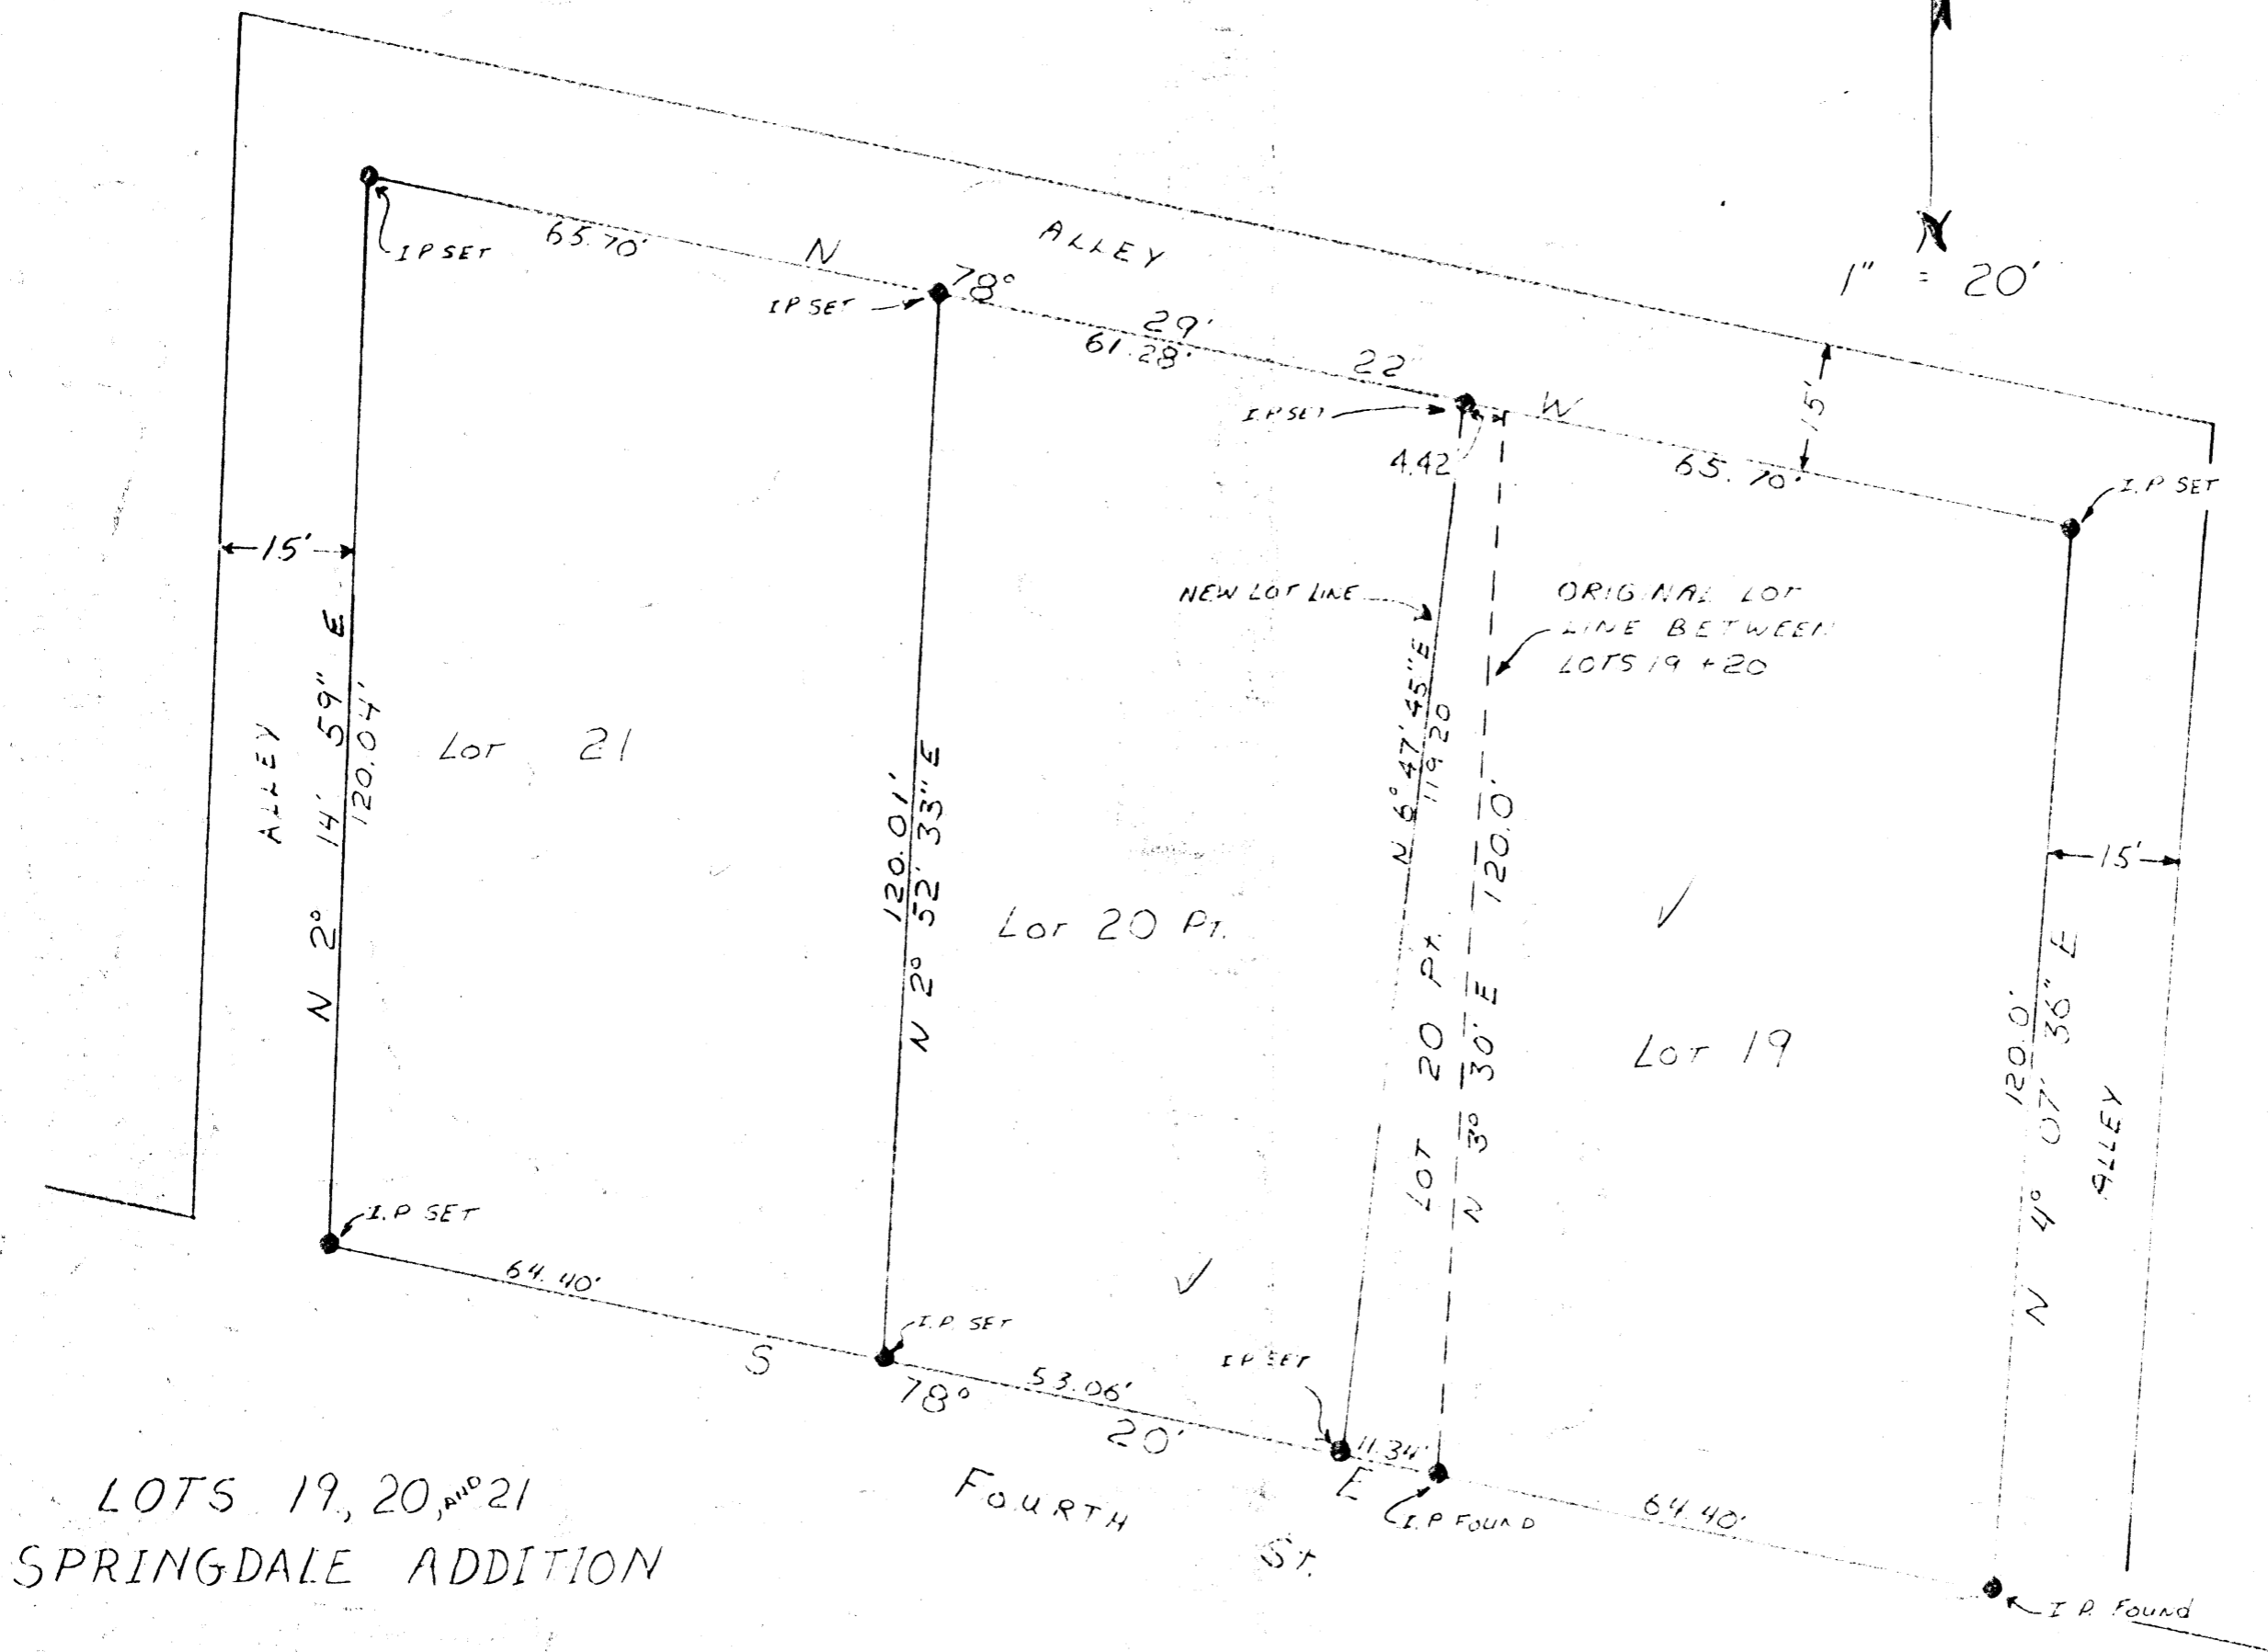 N
1" = 20'
ALLEY
I P SET
65.70'
N 78° 29' 22 W
I P SET
61.28'
I.P SET
4.42
65.70'
15'
I.P SET
15'
NEW LOT LINE
ORIGINAL LOT
LINE BETWEEN
LOTS 19 + 20
ALLEY
N 2° 14' 59" E
120.04'
Lot 21
120.01'
N 2° 52' 33" E
Lot 20 Pt.
N 6° 47' 45" E
119.20
LOT 20 Pt.
N 3° 30' E 120.0'
Lot 19
120.0'
N 4° 07' 36" E
15'
ALLEY
I.P SET
64.40'
I.P. SET
S 78° 20' E
53.06'
I P SET
11.34'
I.P FOUND
64.40'
I P. FOUND
FOURTH St.
LOTS 19, 20, AND 21
SPRINGDALE ADDITION